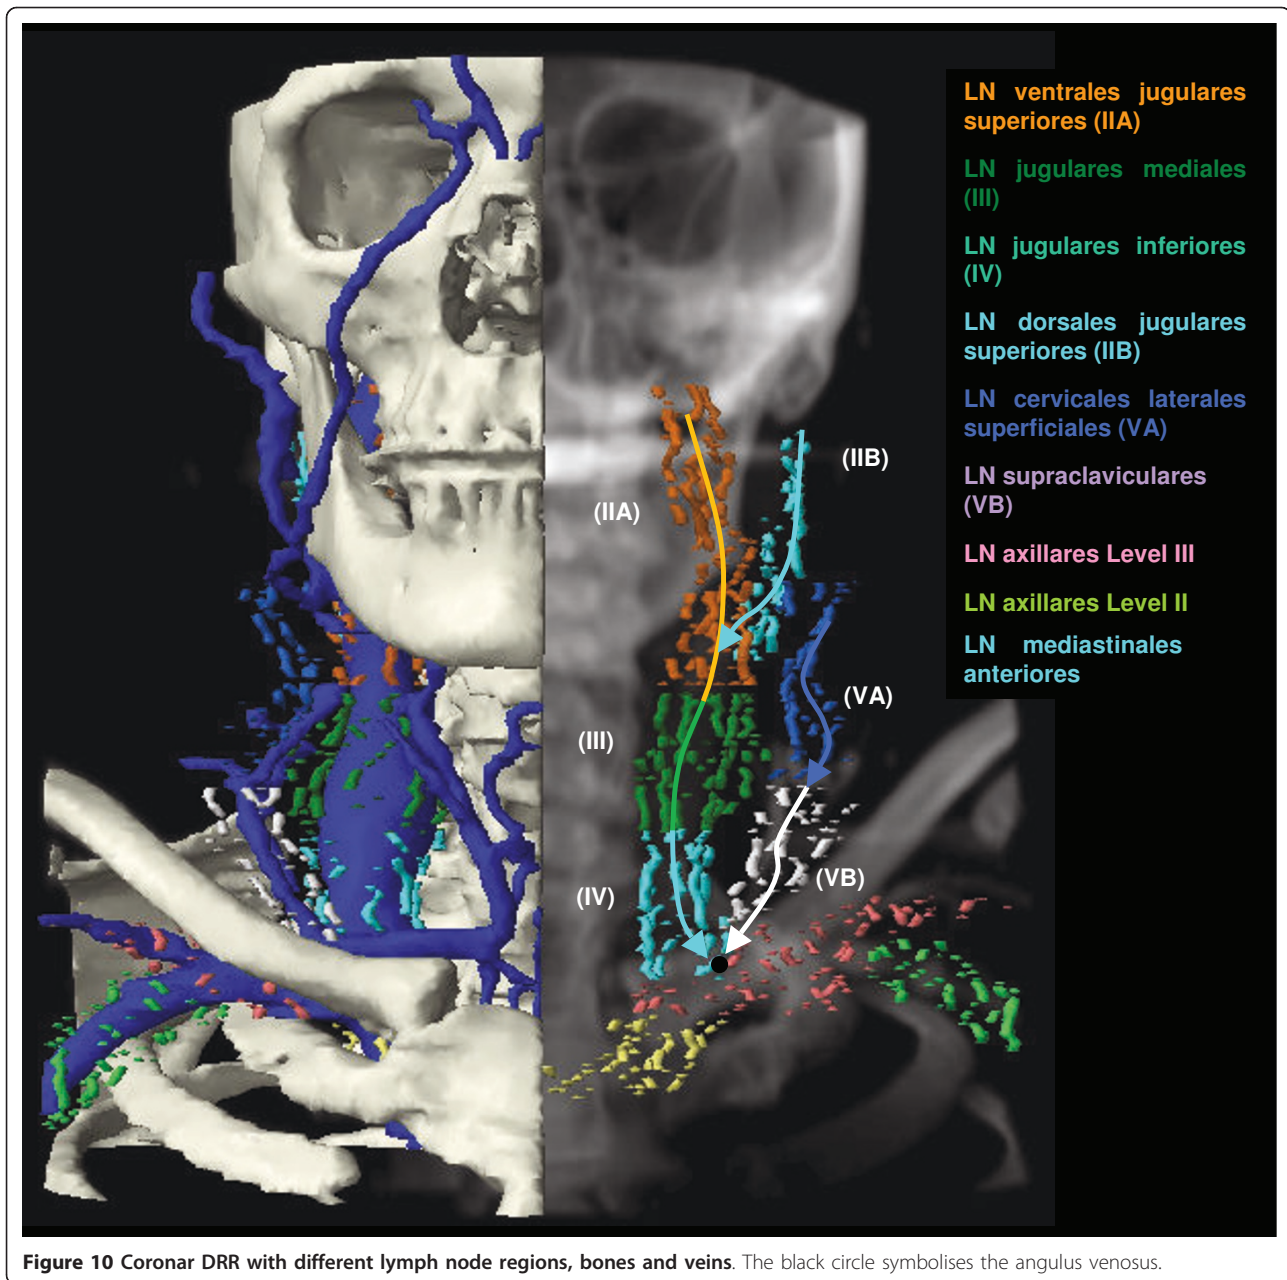 LN ventrales jugulares
superiores (IIA)
LN jugulares mediales
(III)
LN jugulares inferiores
(IV)
LN dorsales jugulares
superiores (IIB)
LN cervicales laterales
superficiales (VA)
LN supraclaviculares
(VB)
LN axillares Level III
LN axillares Level II
LN mediastinales
anteriores
(IIB)
(IIA)
(VA)
(III)
(VB)
(IV)
Figure 10 Coronar DRR with different lymph node regions, bones and veins. The black circle symbolises the angulus venosus.